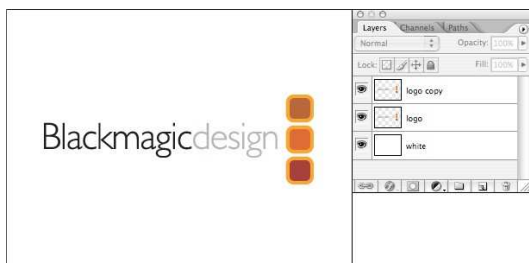 Blackmagicdesign
Layers Channels Paths
Normal Opacity: 100%
Lock: Fill: 100%
logo copy
logo
white